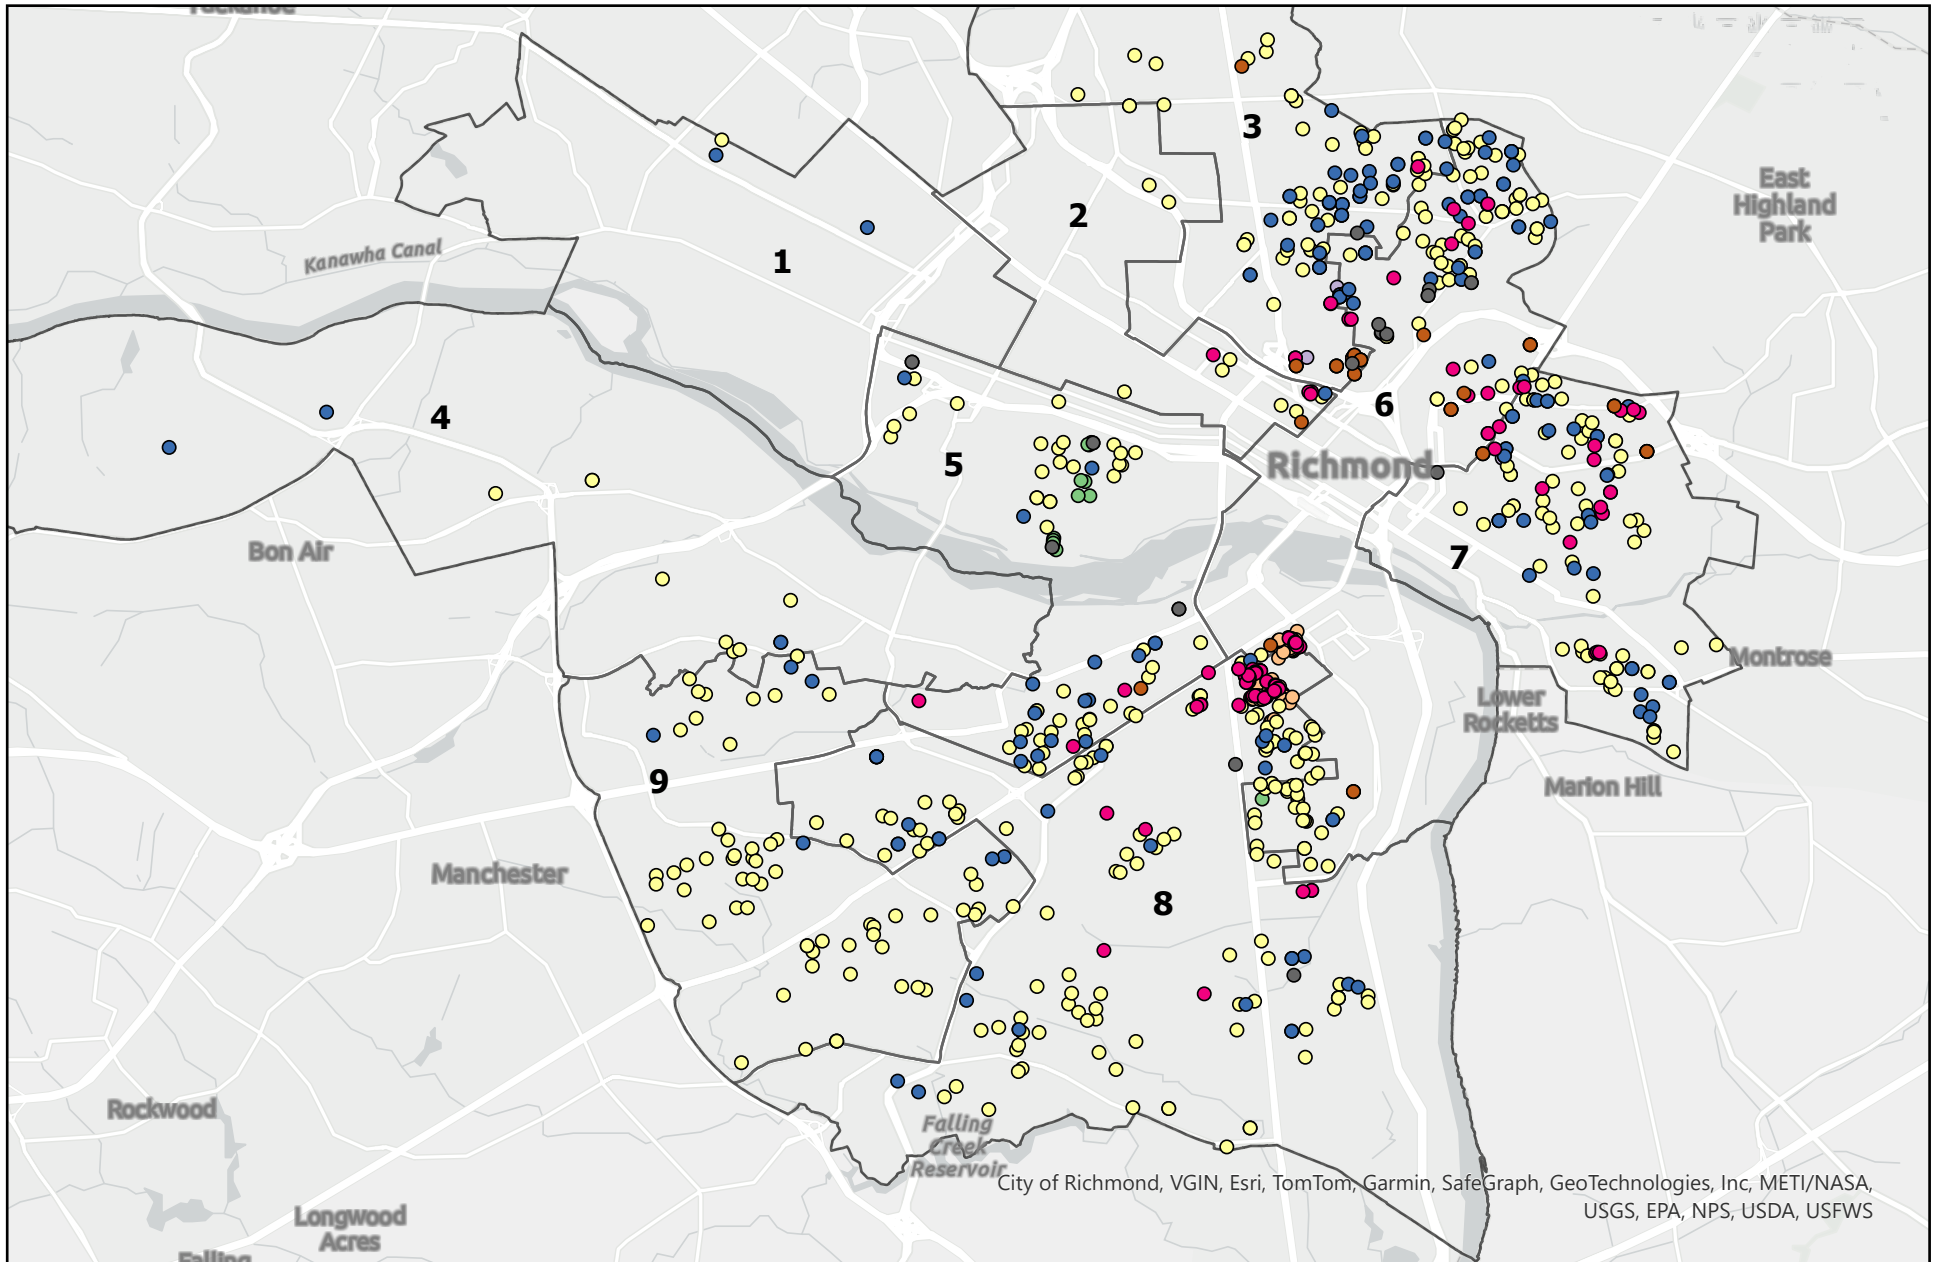 3
East
Highland
Park
2
Kanawha Canal
1
4
6
5
Richmond
Bon Air
7
Montrose
Lower
Rocketts
9
Marion Hill
Manchester
8
Rockwood
Falling
Creek
Reservoir
City of Richmond, VGIN, Esri, TomTom, Garmin, SafeGraph, GeoTechnologies, Inc, METI/NASA,
USGS, EPA, NPS, USDA, USFWS
Longwood
Acres
Falling